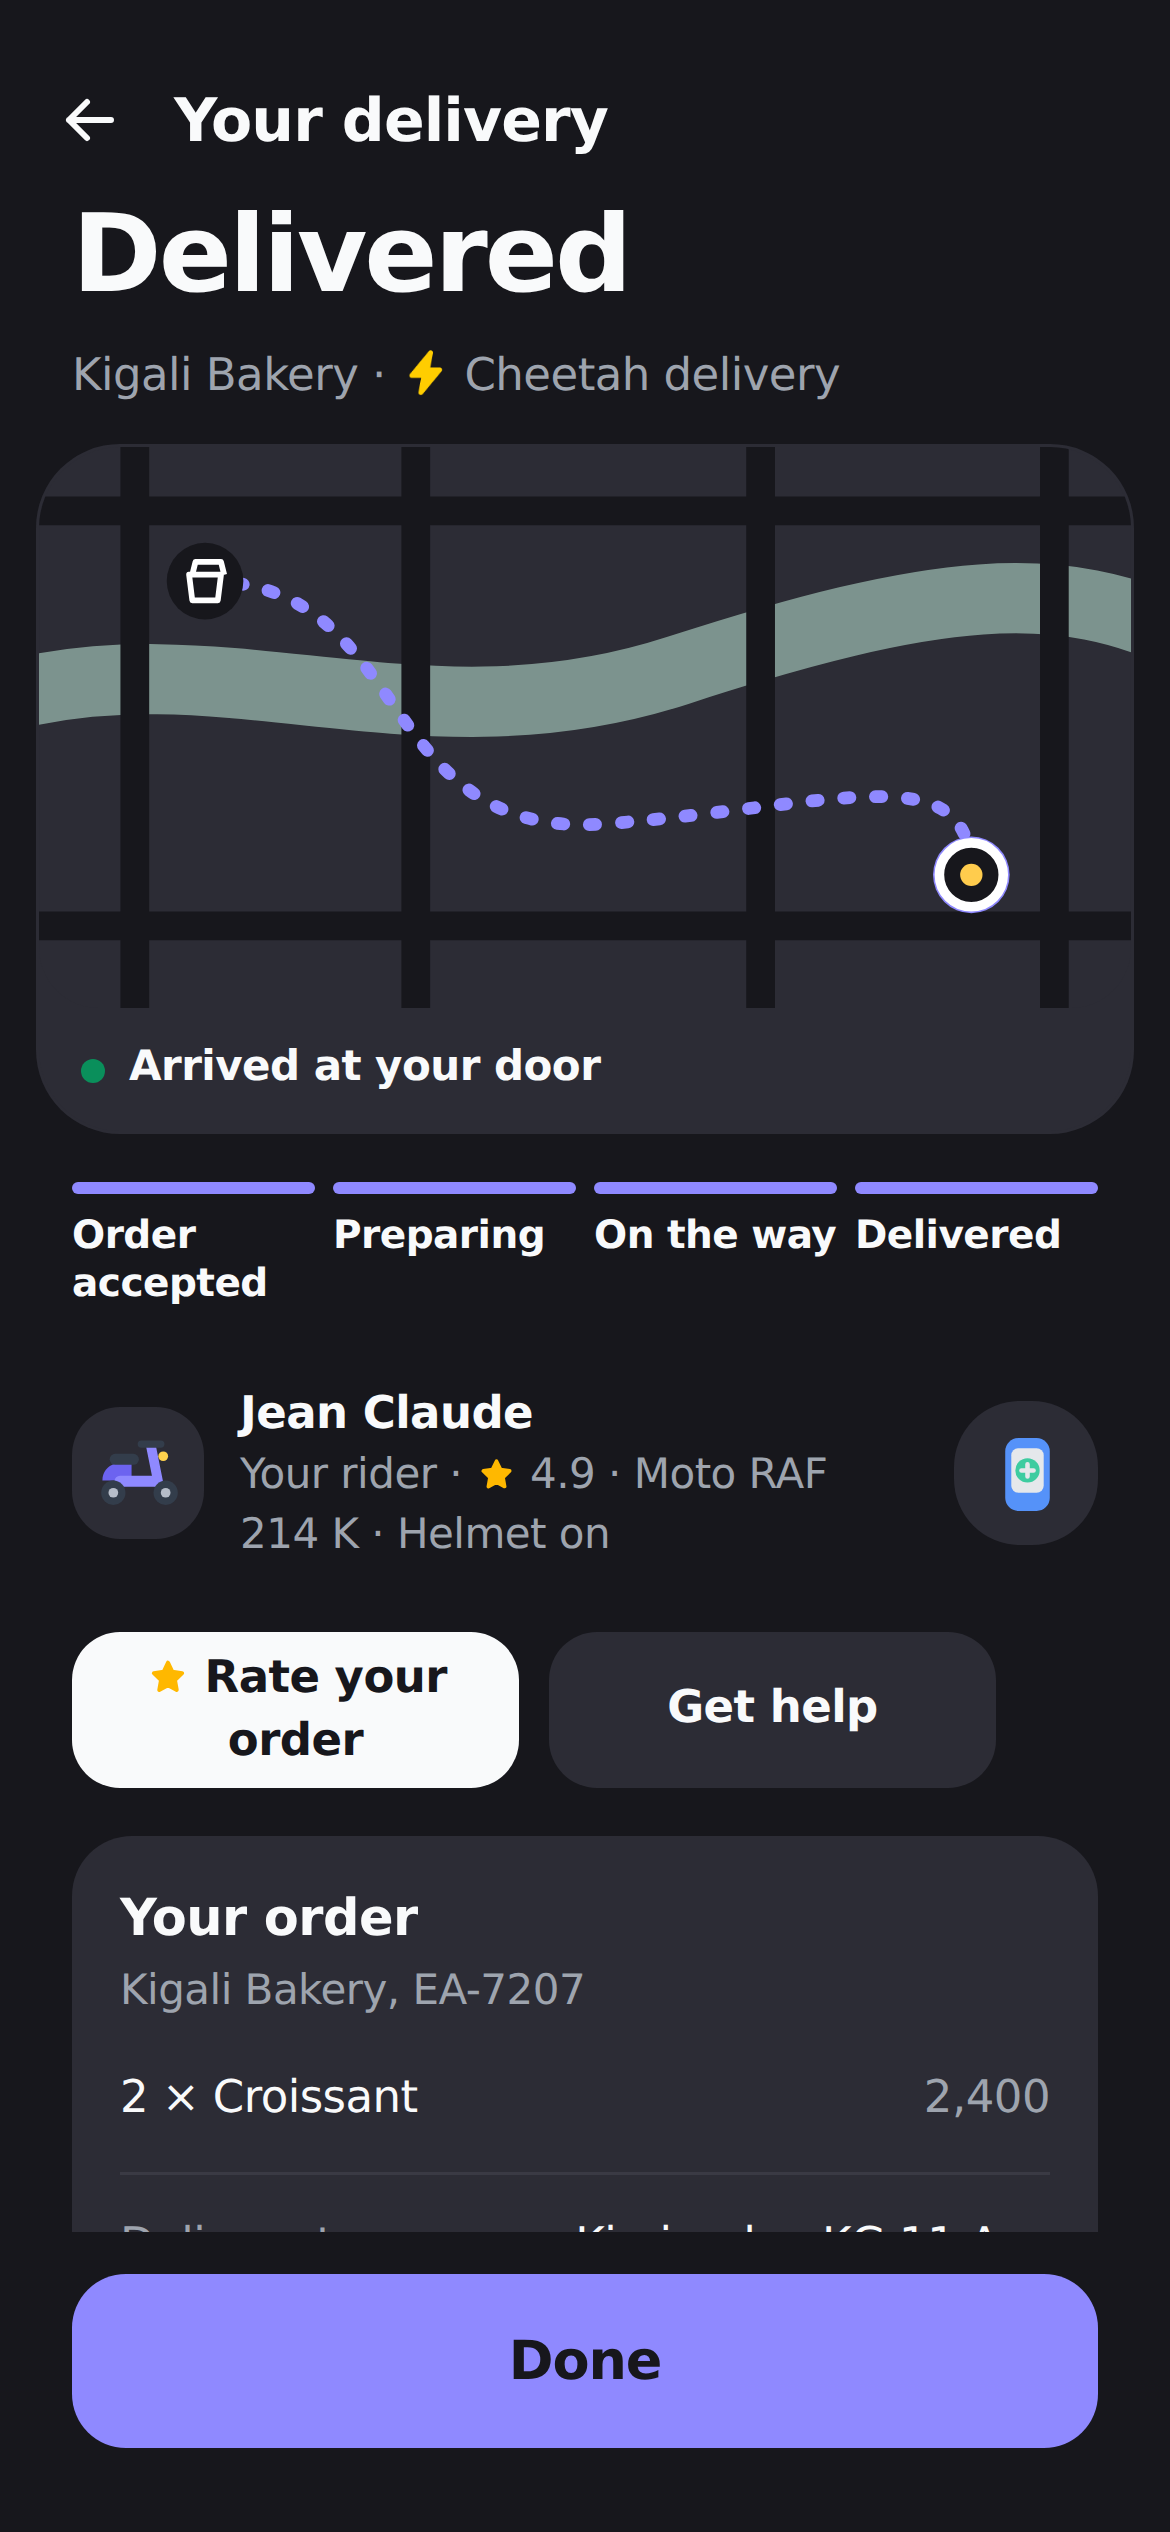 Your delivery
Delivered
Kigali Bakery · Cheetah delivery
Arrived at your door
Order accepted
Preparing
On the way
Delivered
Jean Claude
Your rider · 4.9 · Moto RAF
214 K · Helmet on
Rate your
order
Get help
Your order
Kigali Bakery, EA-7207
2 × Croissant 2,400
Done